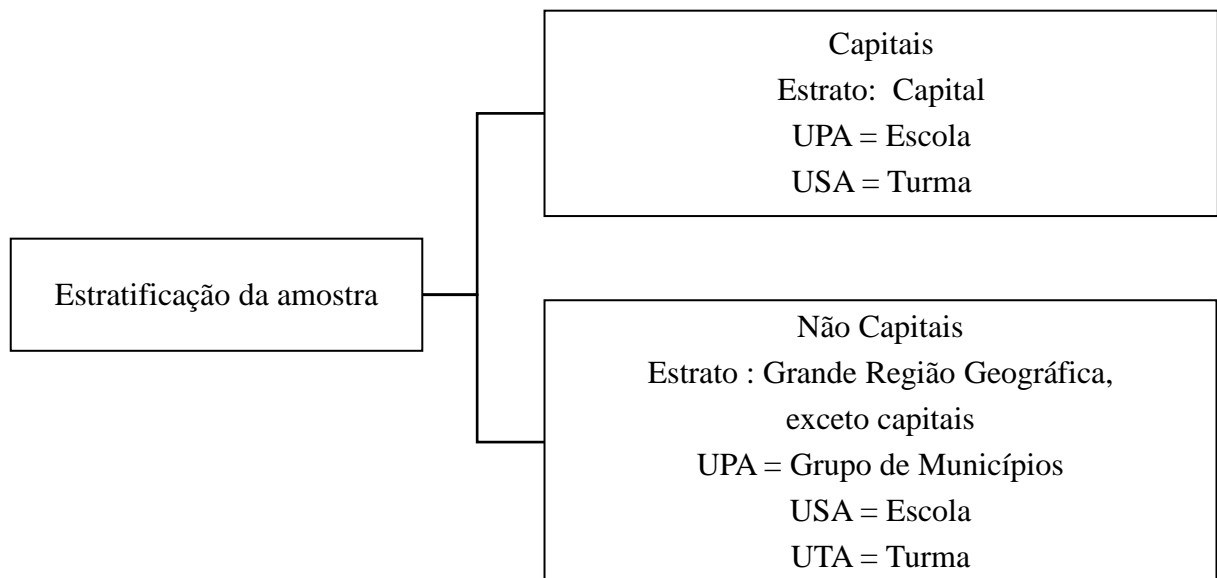 Estratificação da amostra
Capitais
Estrato: Capital
UPA = Escola
USA = Turma
Não Capitais
Estrato : Grande Região Geográfica,
exceto capitais
UPA = Grupo de Municípios
USA = Escola
UTA = Turma